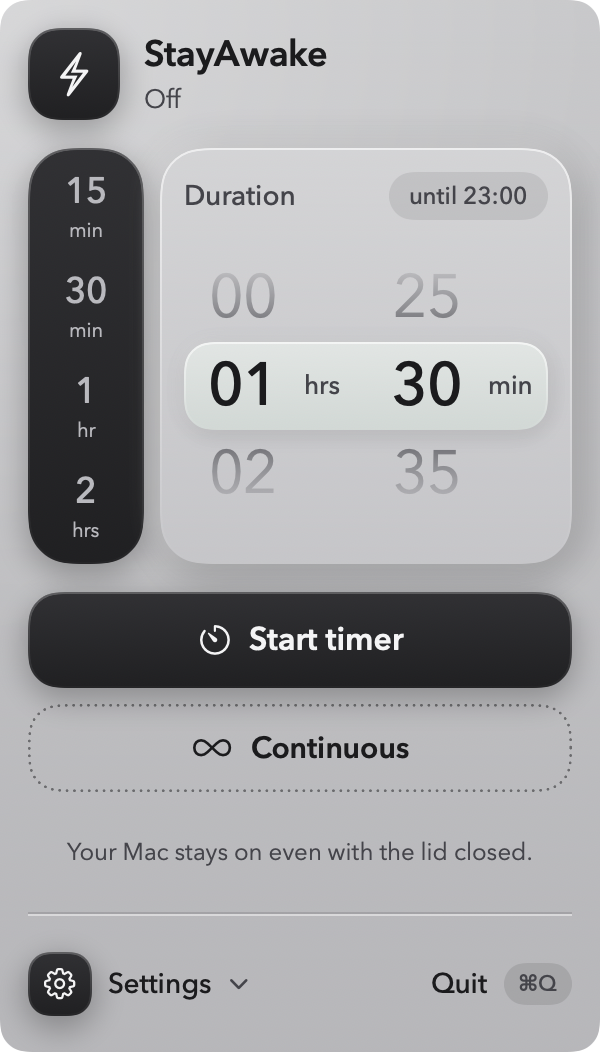 StayAwake
Off
15
min
30
min
1
hr
2
hrs
Duration
until 23:00
00 25
01 hrs 30 min
02 35
Start timer
Continuous
Your Mac stays on even with the lid closed.
Settings
Quit ⌘Q